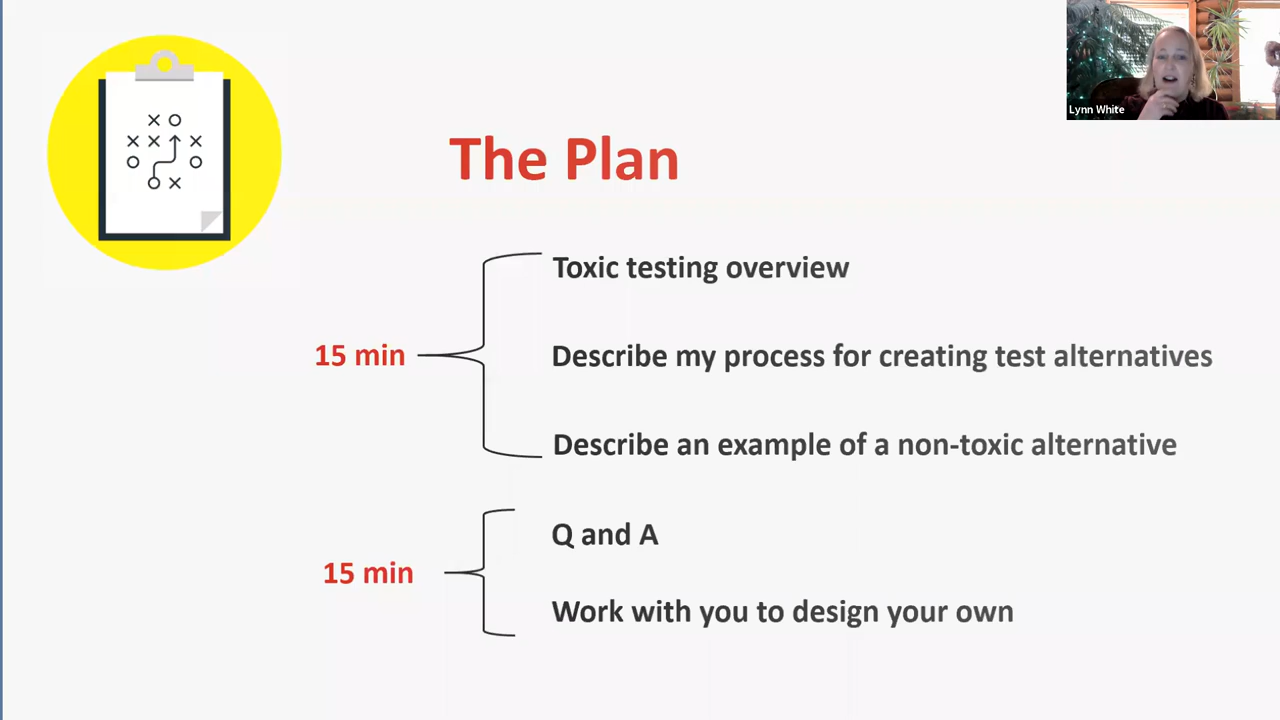 Lynn White
The Plan
15 min
Toxic testing overview
Describe my process for creating test alternatives
Describe an example of a non-toxic alternative
15 min
Q and A
Work with you to design your own